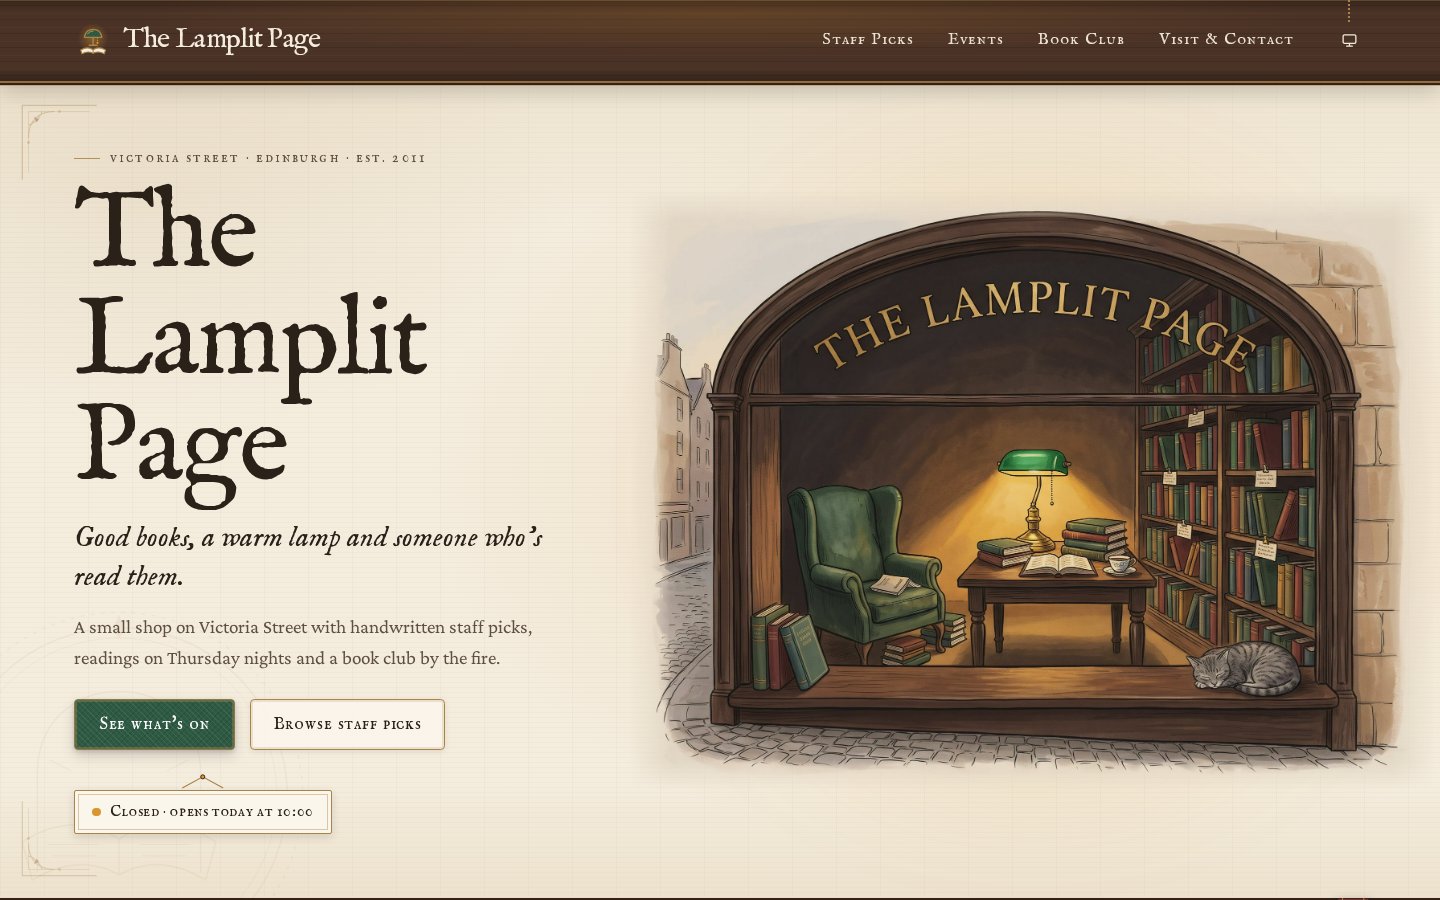 The Lamplit Page
Staff Picks
Events
Book Club
Visit & Contact
VICTORIA STREET · EDINBURGH · EST. 2011
The
Lamplit
Page
Good books, a warm lamp and someone who’s
read them.
A small shop on Victoria Street with handwritten staff picks,
readings on Thursday nights and a book club by the fire.
See what’s on
Browse staff picks
Closed · opens today at 10:00
THE LAMPLIT PAGE